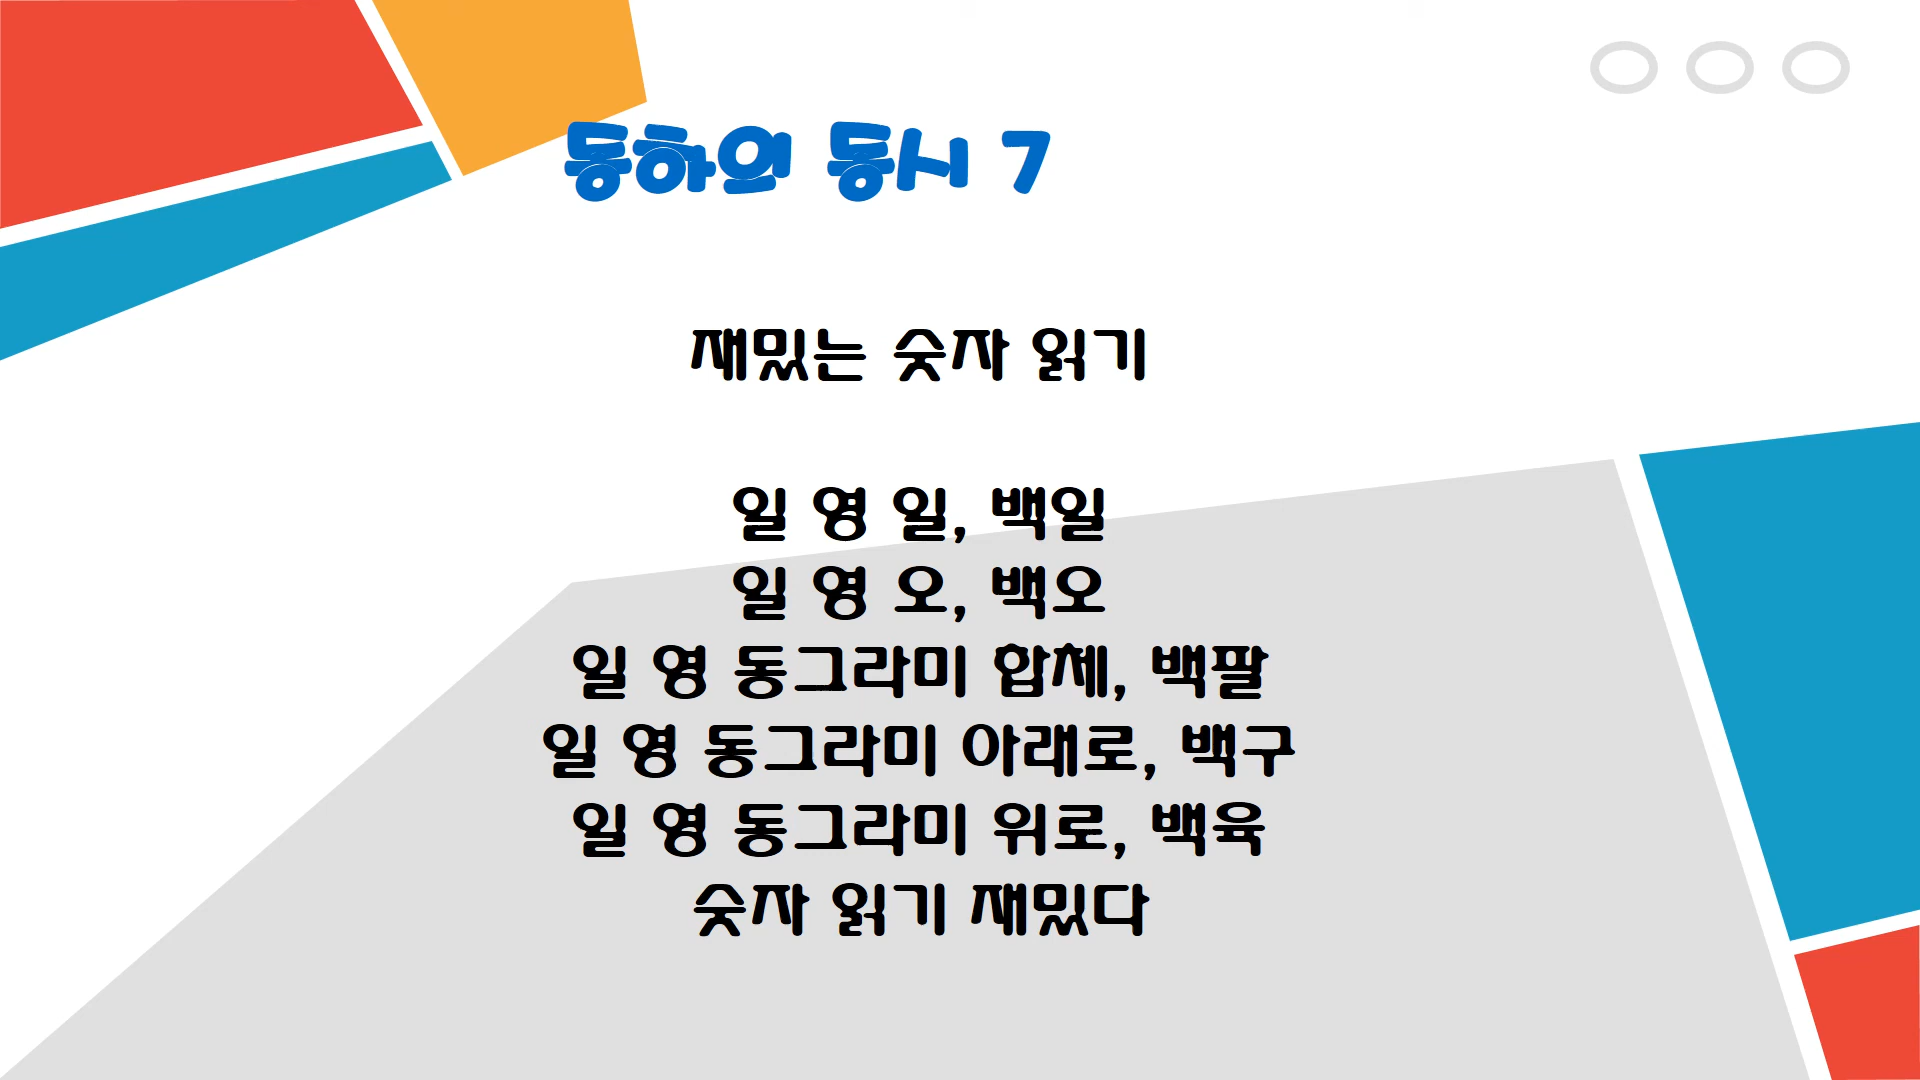 동하의 동시 7
재밌는 숫자 읽기
일 영 일, 백일
일 영 오, 백오
일 영 동그라미 합체, 백팔
일 영 동그라미 아래로, 백구
일 영 동그라미 위로, 백육
숫자 읽기 재밌다